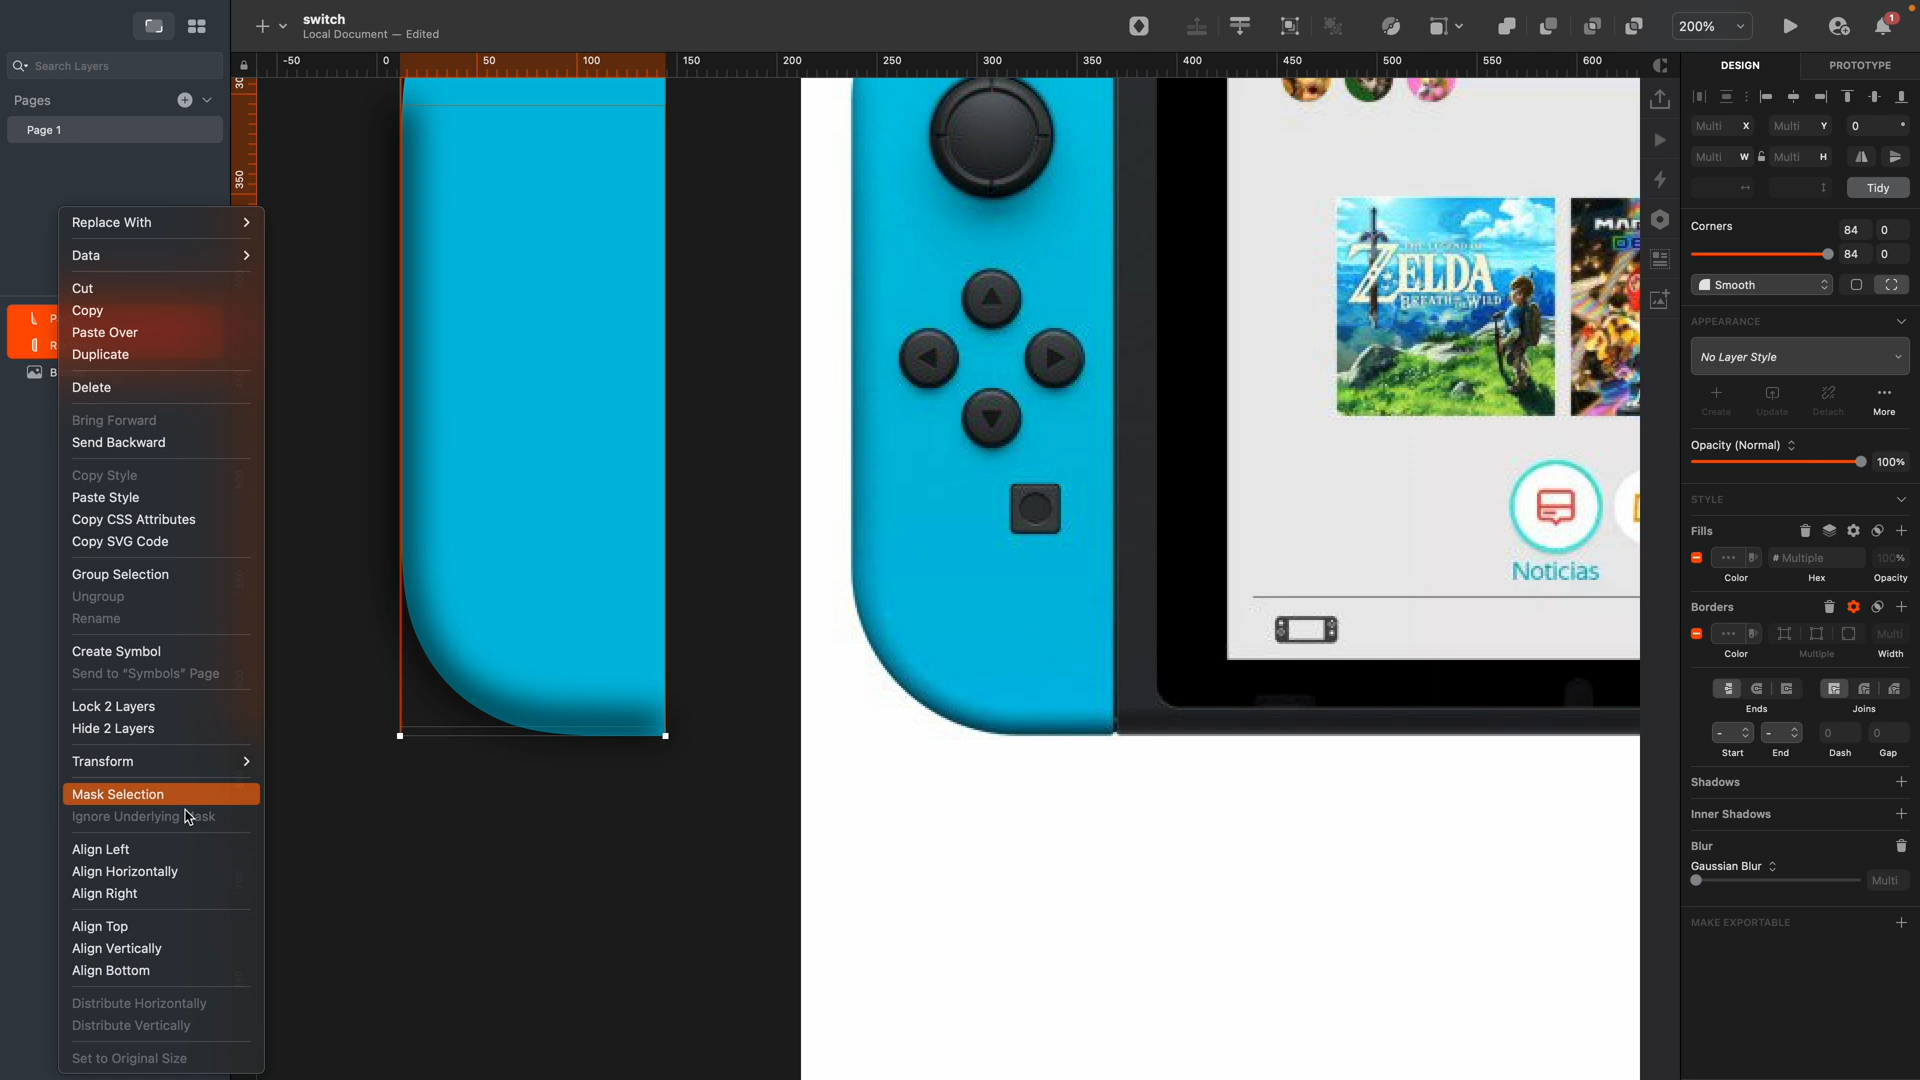 switch
Local Document — Edited
200%
1
Search Layers
Pages
Page 1
-50
0
50
100
150
200
250
300
350
400
450
500
550
600
350
P
R
B
Replace With
Data
Cut
Copy
Paste Over
Duplicate
Delete
Bring Forward
Send Backward
Copy Style
Paste Style
Copy CSS Attributes
Copy SVG Code
Group Selection
Ungroup
Rename
Create Symbol
Send to “Symbols” Page
Lock 2 Layers
Hide 2 Layers
Transform
Mask Selection
Ignore Underlying Mask
Align Left
Align Horizontally
Align Right
Align Top
Align Vertically
Align Bottom
Distribute Horizontally
Distribute Vertically
Set to Original Size
THE LEGEND OF
ZELDA
BREATH OF THE WILD
MAR
DE
Noticias
DESIGN
PROTOTYPE
Multi X Multi Y 0 °
Multi W Multi H
Tidy
Corners
84 0
84 0
Smooth
APPEARANCE
No Layer Style
Create Update Detach More
Opacity (Normal)
100%
STYLE
Fills
# Multiple 100%
Color Hex Opacity
Borders
Multi
Color Multiple Width
Ends Joins
- - 0 0
Start End Dash Gap
Shadows
Inner Shadows
Blur
Gaussian Blur
Multi
MAKE EXPORTABLE